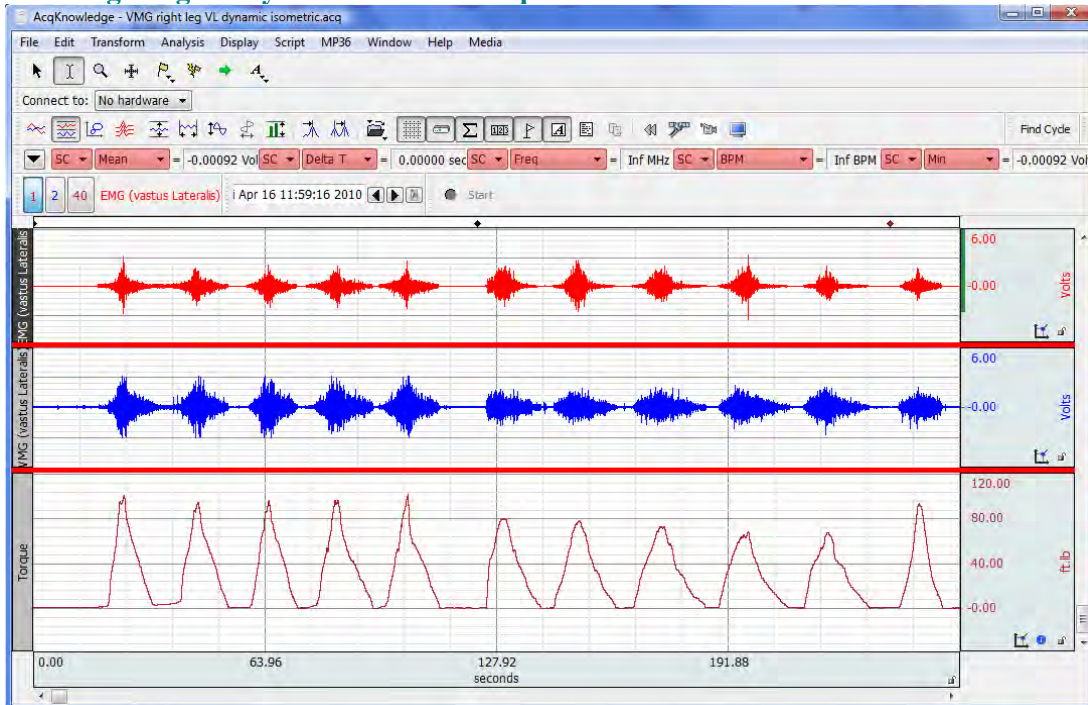 AcqKnowledge - VMG right leg VL dynamic isometric.acq
File Edit Transform Analysis Display Script MP36 Window Help Media
Connect to: No hardware
Find Cycle
SC Mean = -0.00092 Vol SC Delta T = 0.00000 sec SC Freq = Inf MHz SC BPM = Inf BPM SC Min = -0.00092 Vol
1 2 40 EMG (vastus Lateralis) Apr 16 11:59:16 2010 Start
EMG (vastus Lateralis
6.00
-0.00
Volts
VMG (vastus Lateralis)
6.00
-0.00
Volts
Torque
120.00
80.00
40.00
-0.00
ft.lb
0.00 63.96 127.92 191.88
seconds